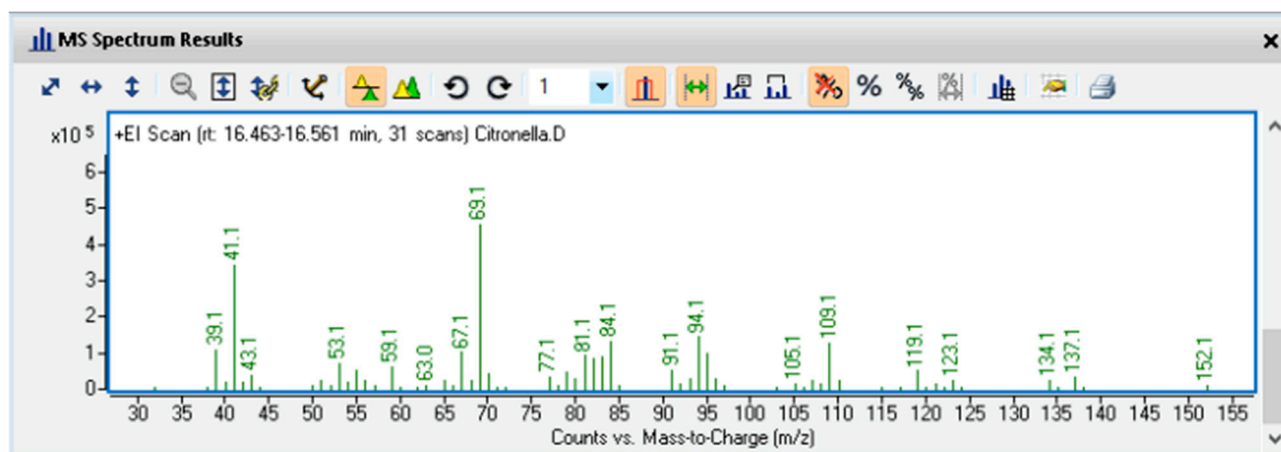 MS Spectrum Results
1 % %
x10 5
+EI Scan (rt: 16.463-16.561 min, 31 scans) Citronella.D
6
5
4
3
2
1
0
39.1 41.1 43.1 53.1 59.1 63.0 67.1 69.1 77.1 81.1 84.1 91.1 94.1 105.1 109.1 119.1 123.1 134.1 137.1 152.1
30 35 40 45 50 55 60 65 70 75 80 85 90 95 100 105 110 115 120 125 130 135 140 145 150 155
Counts vs. Mass-to-Charge (m/z)